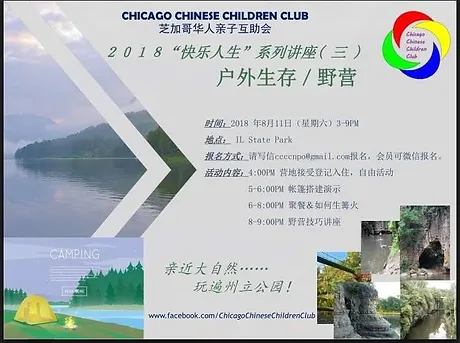 CHICAGO CHINESE CHILDREN CLUB
芝加哥华人亲子互助会
2018“快乐人生”系列讲座(三)
户外生存/野营
Chicago
Chinese
Children
Club
时间:2018 年8月11日(星期六)3-9PM
地点: IL State Park
报名方式:请写信ccccnpo@gmail.com报名,会员可微信报名。
活动内容:4:00PM 营地接受登记入住,自由活动
5-6:00PM 帐篷搭建演示
6-8:00PM 聚餐&如何生篝火
8-9:00PM 野营技巧讲座
CAMPING
亲近大自然……
玩遍州立公园!
www.facebook.com/ChicagoChineseChildrenClub